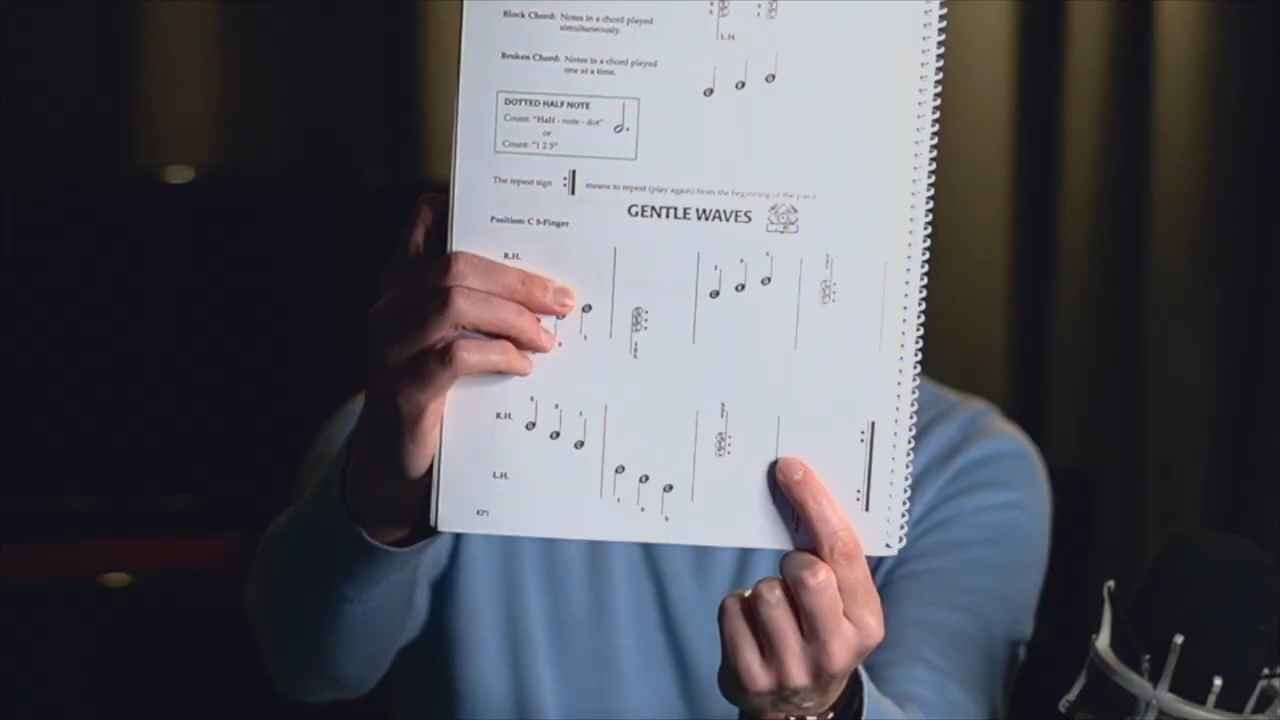 Block Chord: Notes in a chord played
simultaneously.
L.H.
Broken Chord: Notes in a chord played
one at a time.
DOTTED HALF NOTE
Count: "Half - note - dot"
or
Count: "1 2 3"
The repeat sign means to repeat (play again) from the beginning of the piece
GENTLE WAVES
Position: C 5-Finger
R.H.
R.H.
L.H.